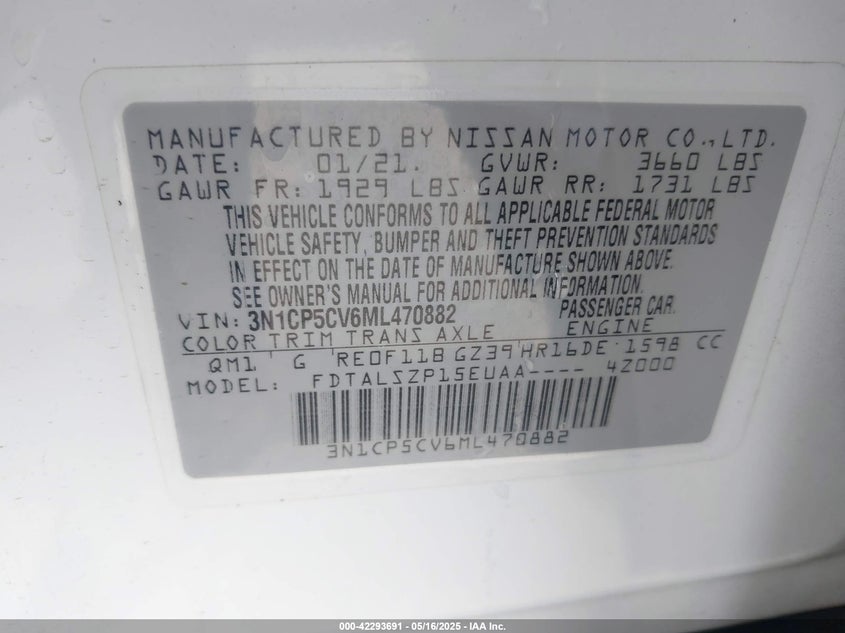 MANUFACTURED BY NISSAN MOTOR CO., LTD.
DATE: 01/21. GVWR: 3660 LBS
GAWR FR: 1929 LBS GAWR RR: 1731 LBS
THIS VEHICLE CONFORMS TO ALL APPLICABLE FEDERAL MOTOR
VEHICLE SAFETY, BUMPER AND THEFT PREVENTION STANDARDS
IN EFFECT ON THE DATE OF MANUFACTURE SHOWN ABOVE.
SEE OWNER'S MANUAL FOR ADDITIONAL INFORMATION.
VIN: 3N1CP5CV6ML470882 PASSENGER CAR
COLOR TRIM TRANS AXLE ENGINE
QM1 G RE0F11B GZ39 HR16DE 1598 CC
MODEL: FDTALSZP15EUAA---- 4Z000
3N1CP5CV6ML470882
000-42293691 - 05/16/2025 - IAA Inc.